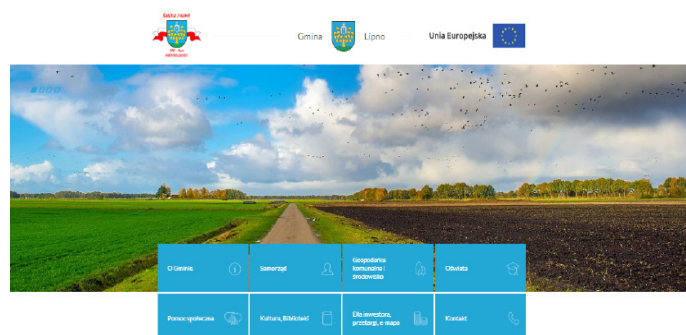 Gmina Lipno
Unia Europejska
O Gminie
Samorząd
Gospodarka
komunalna i
środowisko
Oświata
Pomoc społeczna
Kultura, Biblioteki
Dla inwestora,
przetargi, e-mapa
Kontakt